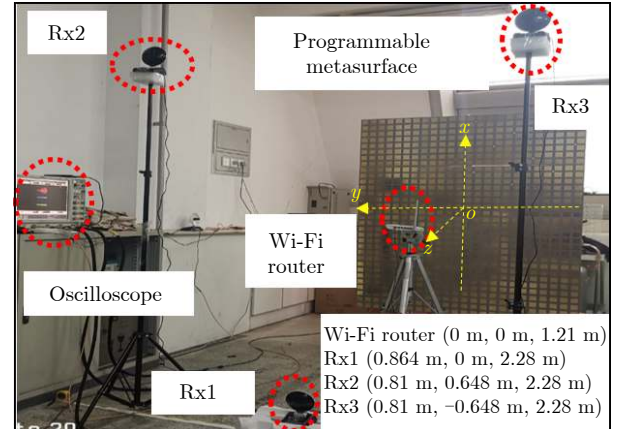 Rx2
Programmable
metasurface
Rx3
x
y
o
z
Wi-Fi
router
Oscilloscope
Rx1
Wi-Fi router (0 m, 0 m, 1.21 m)
Rx1 (0.864 m, 0 m, 2.28 m)
Rx2 (0.81 m, 0.648 m, 2.28 m)
Rx3 (0.81 m, −0.648 m, 2.28 m)